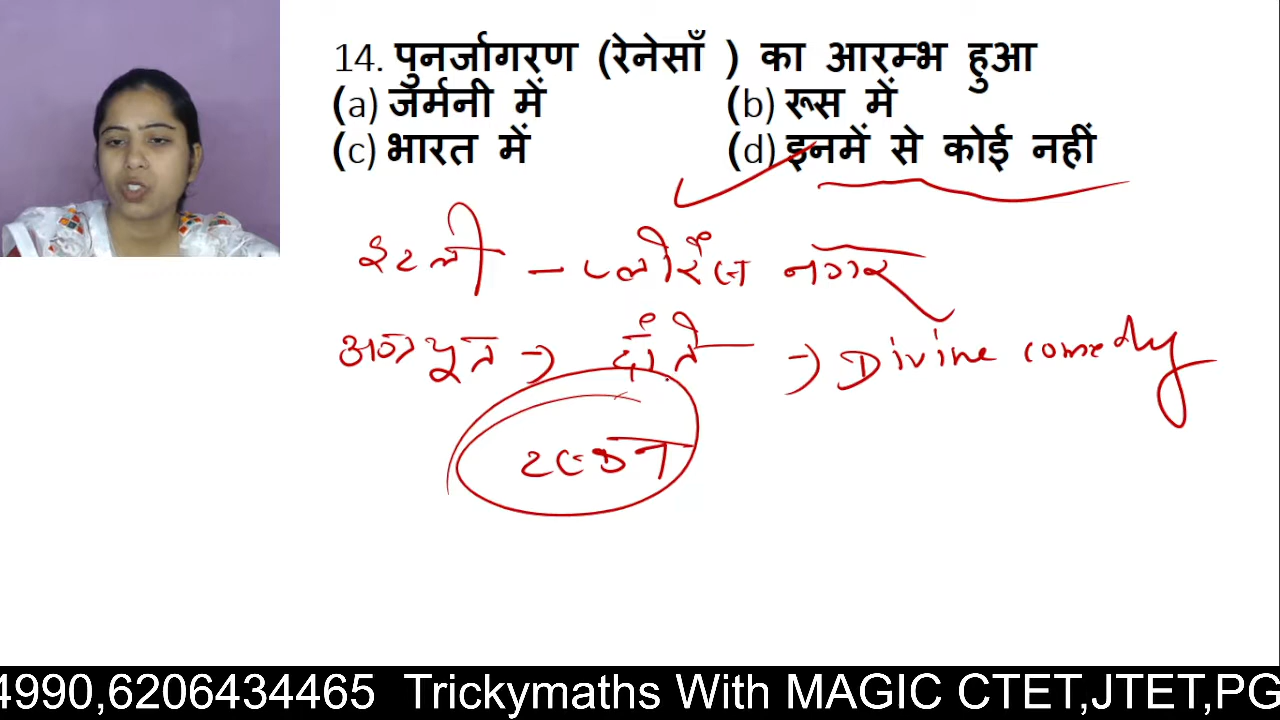 14. पुनर्जागरण (रेनेसाँ ) का आरम्भ हुआ
(a) जर्मनी में (b) रूस में
(c) भारत में (d) इनमें से कोई नहीं
इटली – फ्लोरेंस नगर
अग्रदूत → दांते → Divine comedy
4990,6206434465 Trickymaths With MAGIC CTET,JTET,PG